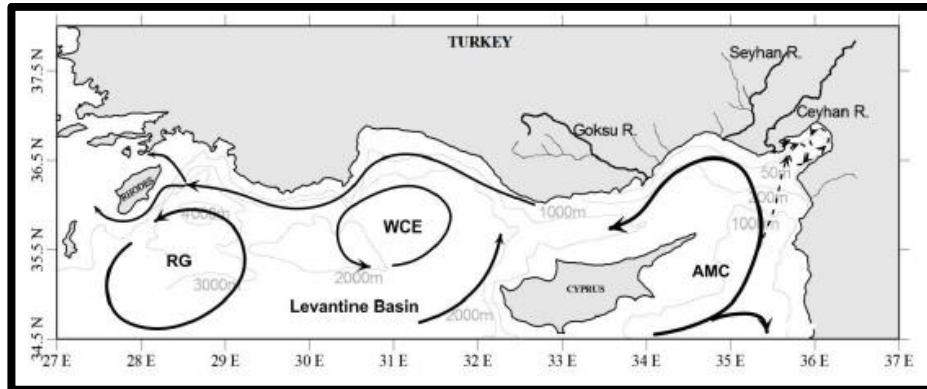 TURKEY
Seyhan R.
Ceyhan R.
Goksu R.
RHODES
4000m
1000m
50m
200m
1000m
WCE
RG
AMC
3000m
2000m
Levantine Basin
2000m
CYPRUS
37.5 N
36.5 N
35.5 N
34.5 N
27 E 28 E 29 E 30 E 31 E 32 E 33 E 34 E 35 E 36 E 37 E